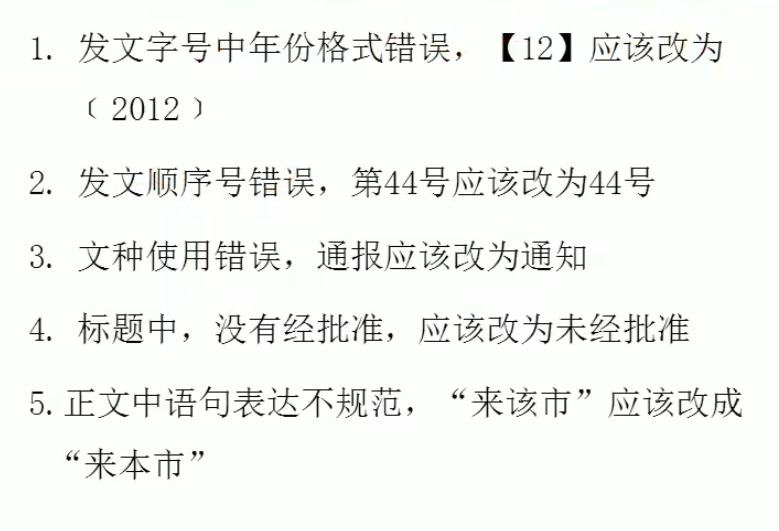 1. 发文字号中年份格式错误，【12】应该改为
﹝2012﹞
2. 发文顺序号错误，第44号应该改为44号
3. 文种使用错误，通报应该改为通知
4. 标题中，没有经批准，应该改为未经批准
5. 正文中语句表达不规范，“来该市”应该改成
“来本市”